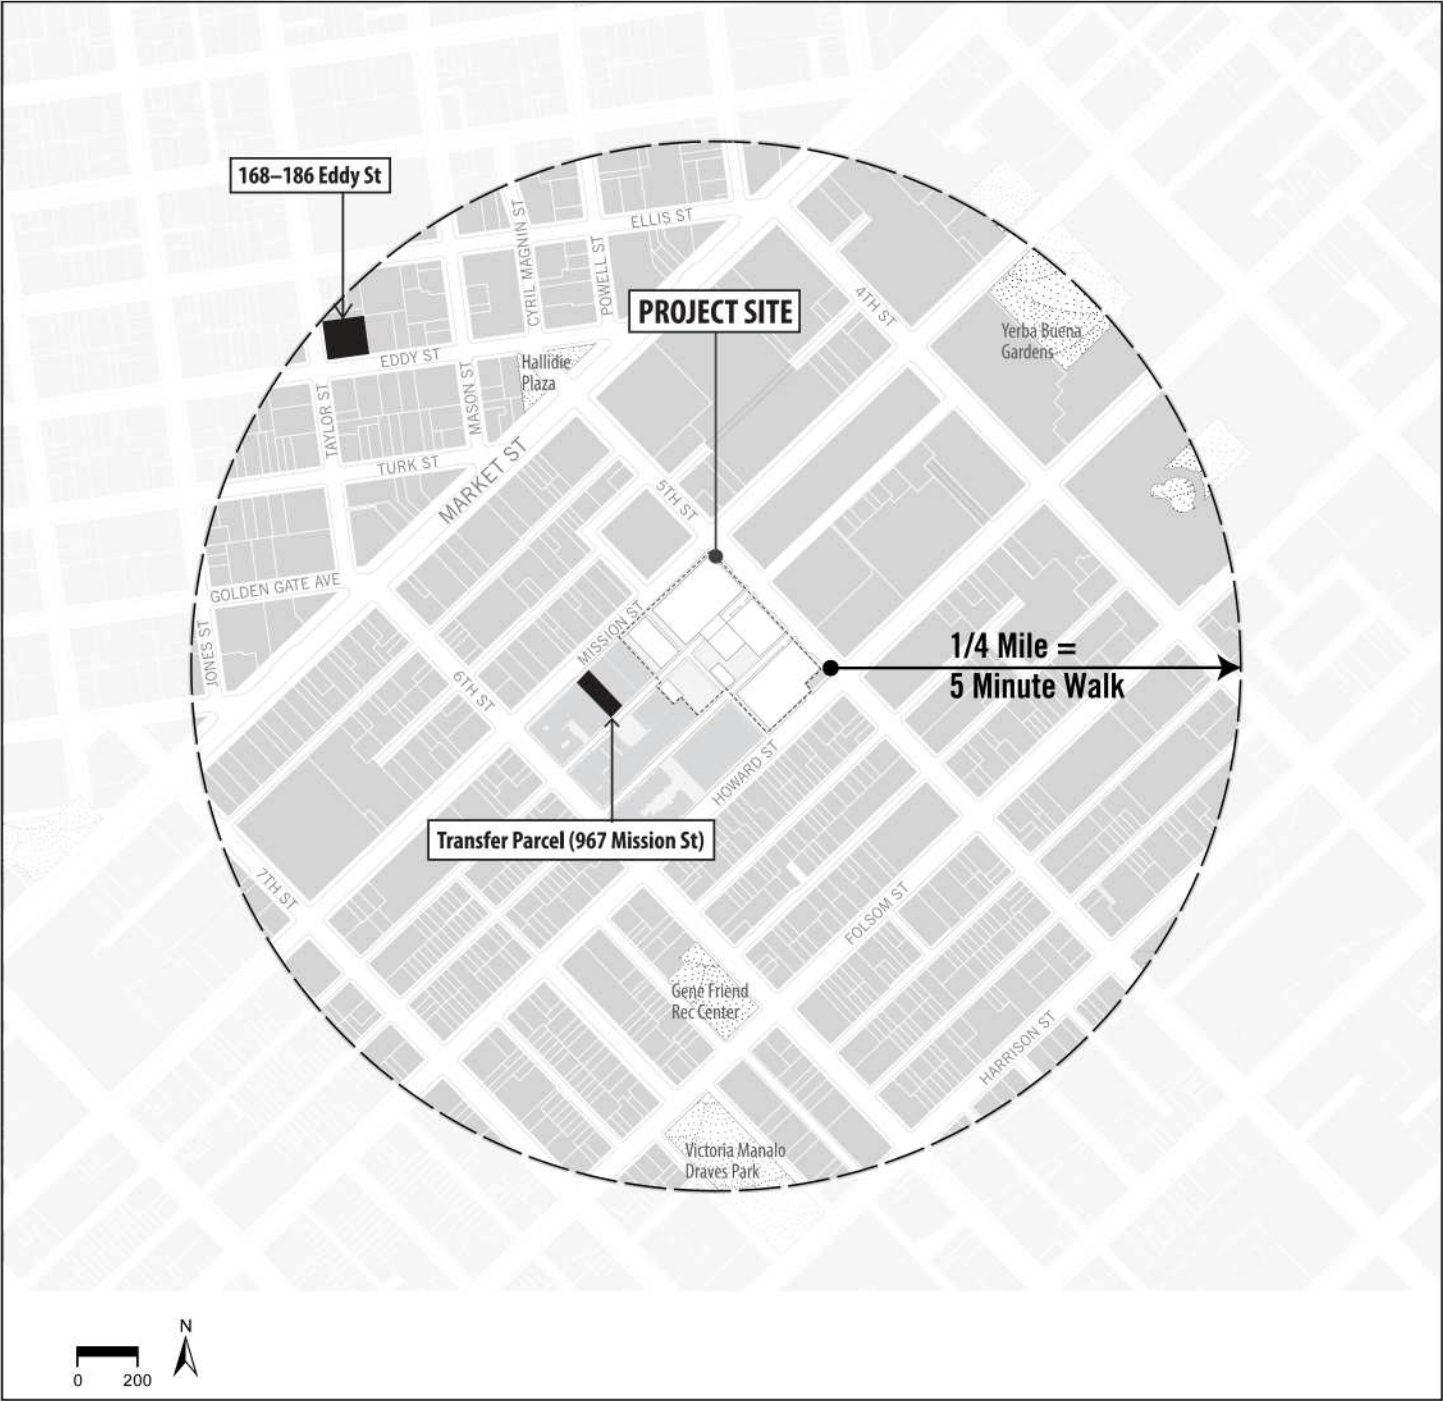 168–186 Eddy St
ELLIS ST
CYRIL MAGNIN ST
POWELL ST
PROJECT SITE
4TH ST
Yerba Buena
Gardens
EDDY ST
Hallidie
Plaza
TAYLOR ST
MASON ST
TURK ST
MARKET ST
5TH ST
GOLDEN GATE AVE
JONES ST
MISSION ST
6TH ST
1/4 Mile =
5 Minute Walk
HOWARD ST
Transfer Parcel (967 Mission St)
7TH ST
FOLSOM ST
Gene Friend
Rec Center
HARRISON ST
Victoria Manalo
Draves Park
N
0 200